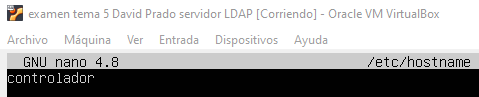 examen tema 5 David Prado servidor LDAP [Corriendo] - Oracle VM VirtualBox
Archivo Máquina Ver Entrada Dispositivos Ayuda
GNU nano 4.8 /etc/hostname
controlador